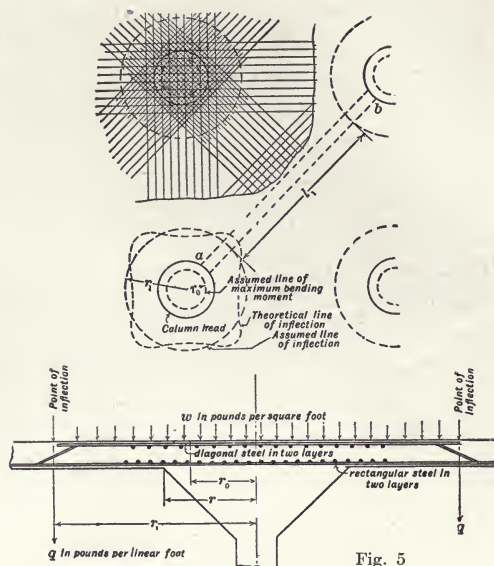 b
L₁
a
r₁
r₀
Assumed line of
maximum bending
moment
Column head
Theoretical line
of inflection
Assumed line
of inflection
Point of
inflection
w In pounds per square foot
Point of
inflection
diagonal steel in two layers
rectangular steel in
two layers
r₀
r
r₁
q In pounds per linear foot
q
Fig. 5